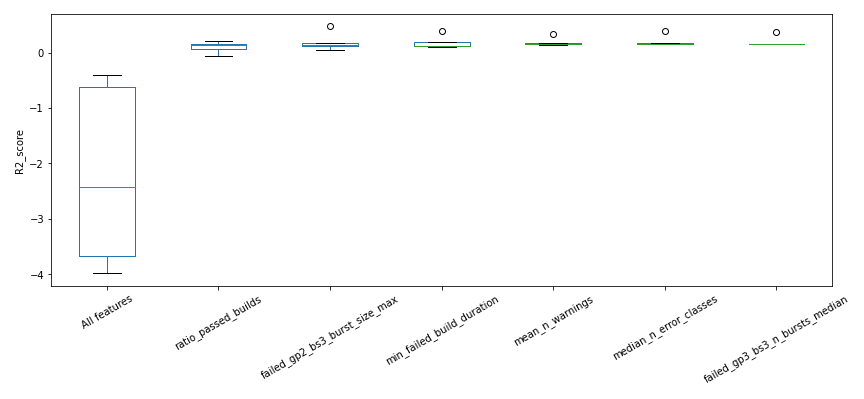 R2_score
0
−1
−2
−3
−4
All features
ratio_passed_builds
failed_gp2_bs3_burst_size_max
min_failed_build_duration
mean_n_warnings
median_n_error_classes
failed_gp3_bs3_n_bursts_median